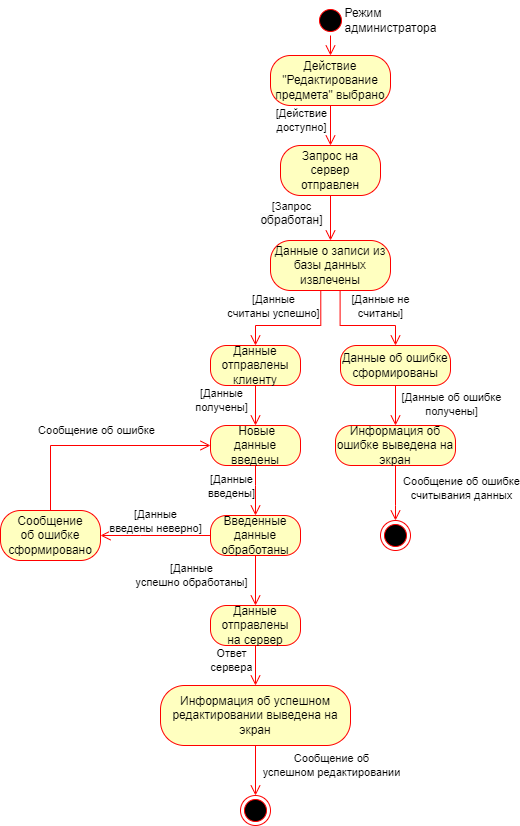 Режим
администратора
Действие
"Редактирование
предмета" выбрано
[Действие
доступно]
Запрос на
сервер
отправлен
[Запрос
обработан]
Данные о записи из
базы данных
извлечены
[Данные
считаны успешно]
[Данные не
считаны]
Данные
отправлены
клиенту
Данные об ошибке
сформированы
[Данные
получены]
[Данные об ошибке
получены]
Сообщение об ошибке
Новые
данные
введены
Информация об
ошибке выведена на
экран
[Данные
введены]
Сообщение об ошибке
считывания данных
[Данные
введены неверно]
Сообщение
об ошибке
сформировано
Введенные
данные
обработаны
[Данные
успешно обработаны]
Данные
отправлены
на сервер
Ответ
сервера
Информация об успешном
редактировании выведена на
экран
Сообщение об
успешном редактировании